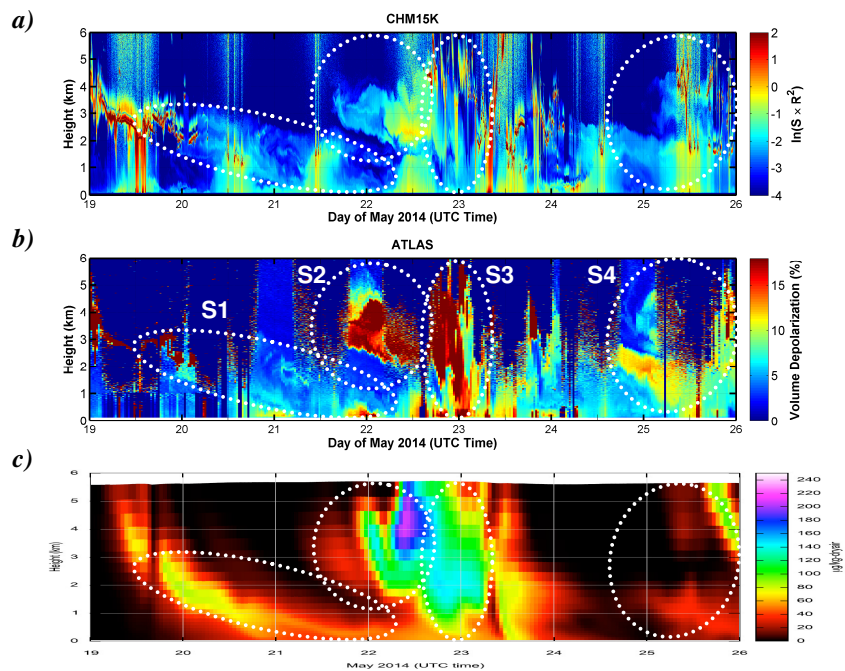 a)
CHM15K
6
5
4
3
2
1
0
Height (km)
19 20 21 22 23 24 25 26
Day of May 2014 (UTC Time)
2
1
0
-1
-2
-3
-4
ln(S × R²)
b)
ATLAS
6
5
4
3
2
1
0
Height (km)
S1 S2 S3 S4
19 20 21 22 23 24 25 26
Day of May 2014 (UTC Time)
15
10
5
0
Volume Depolarization (%)
c)
6
5
4
3
2
1
0
Height (km)
19 20 21 22 23 24 25 26
May 2014 (UTC time)
240
220
200
180
160
140
120
100
80
60
40
20
0
µg/kg-dryair